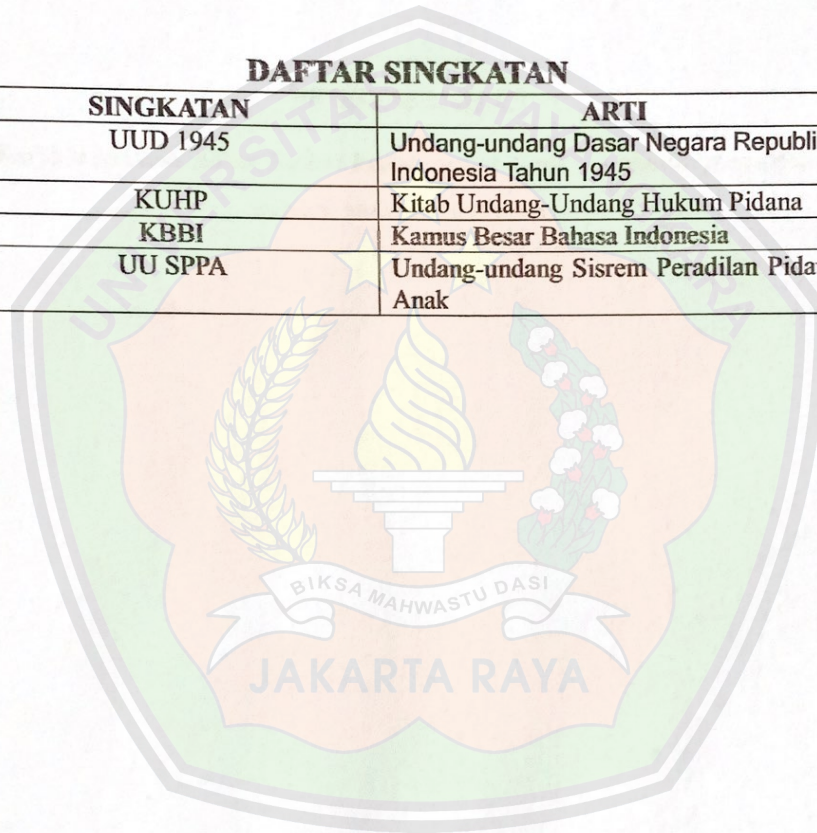 DAFTAR SINGKATAN
SINGKATAN ARTI
UUD 1945 Undang-undang Dasar Negara Republi
Indonesia Tahun 1945
KUHP Kitab Undang-Undang Hukum Pidana
KBBI Kamus Besar Bahasa Indonesia
UU SPPA Undang-undang Sisrem Peradilan Pida
Anak
UNIVERSITAS BHAYANGKARA
BIKSA MAHWASTU DASI
JAKARTA RAYA